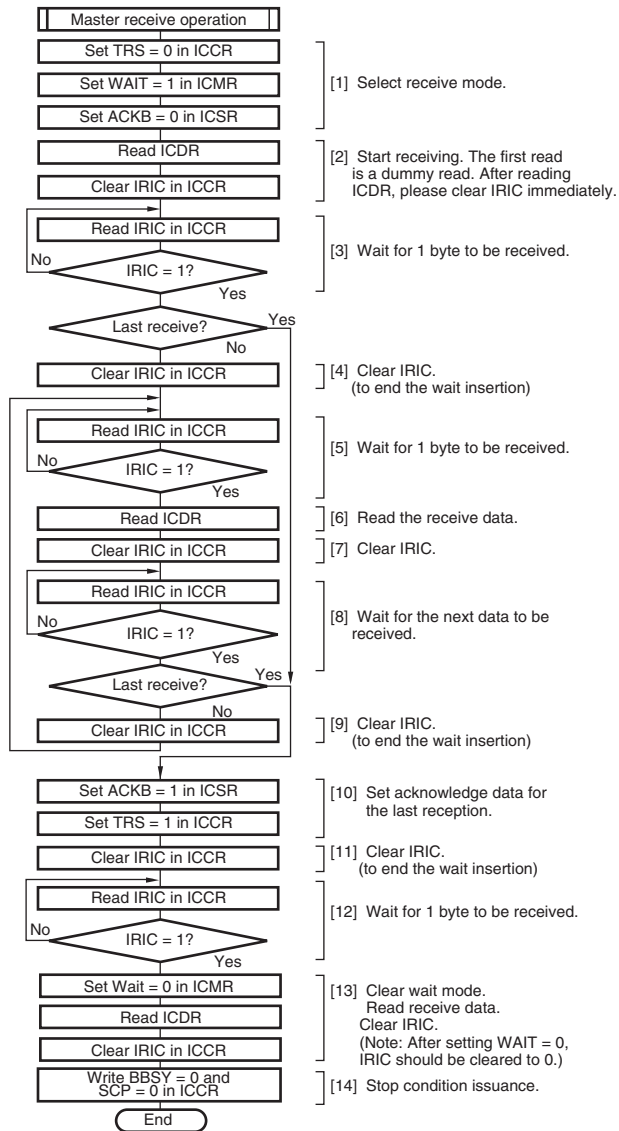 Master receive operation
Set TRS = 0 in ICCR
Set WAIT = 1 in ICMR
Set ACKB = 0 in ICSR
[1] Select receive mode.
Read ICDR
Clear IRIC in ICCR
[2] Start receiving. The first read
is a dummy read. After reading
ICDR, please clear IRIC immediately.
Read IRIC in ICCR
No
IRIC = 1?
Yes
[3] Wait for 1 byte to be received.
Last receive?
Yes
No
Clear IRIC in ICCR
[4] Clear IRIC.
(to end the wait insertion)
Read IRIC in ICCR
No
IRIC = 1?
Yes
[5] Wait for 1 byte to be received.
Read ICDR
[6] Read the receive data.
Clear IRIC in ICCR
[7] Clear IRIC.
Read IRIC in ICCR
No
IRIC = 1?
Yes
[8] Wait for the next data to be
received.
Last receive?
Yes
No
Clear IRIC in ICCR
[9] Clear IRIC.
(to end the wait insertion)
Set ACKB = 1 in ICSR
Set TRS = 1 in ICCR
[10] Set acknowledge data for
the last reception.
Clear IRIC in ICCR
[11] Clear IRIC.
(to end the wait insertion)
Read IRIC in ICCR
No
IRIC = 1?
Yes
[12] Wait for 1 byte to be received.
Set Wait = 0 in ICMR
Read ICDR
Clear IRIC in ICCR
[13] Clear wait mode.
Read receive data.
Clear IRIC.
(Note: After setting WAIT = 0,
IRIC should be cleared to 0.)
Write BBSY = 0 and
SCP = 0 in ICCR
[14] Stop condition issuance.
End